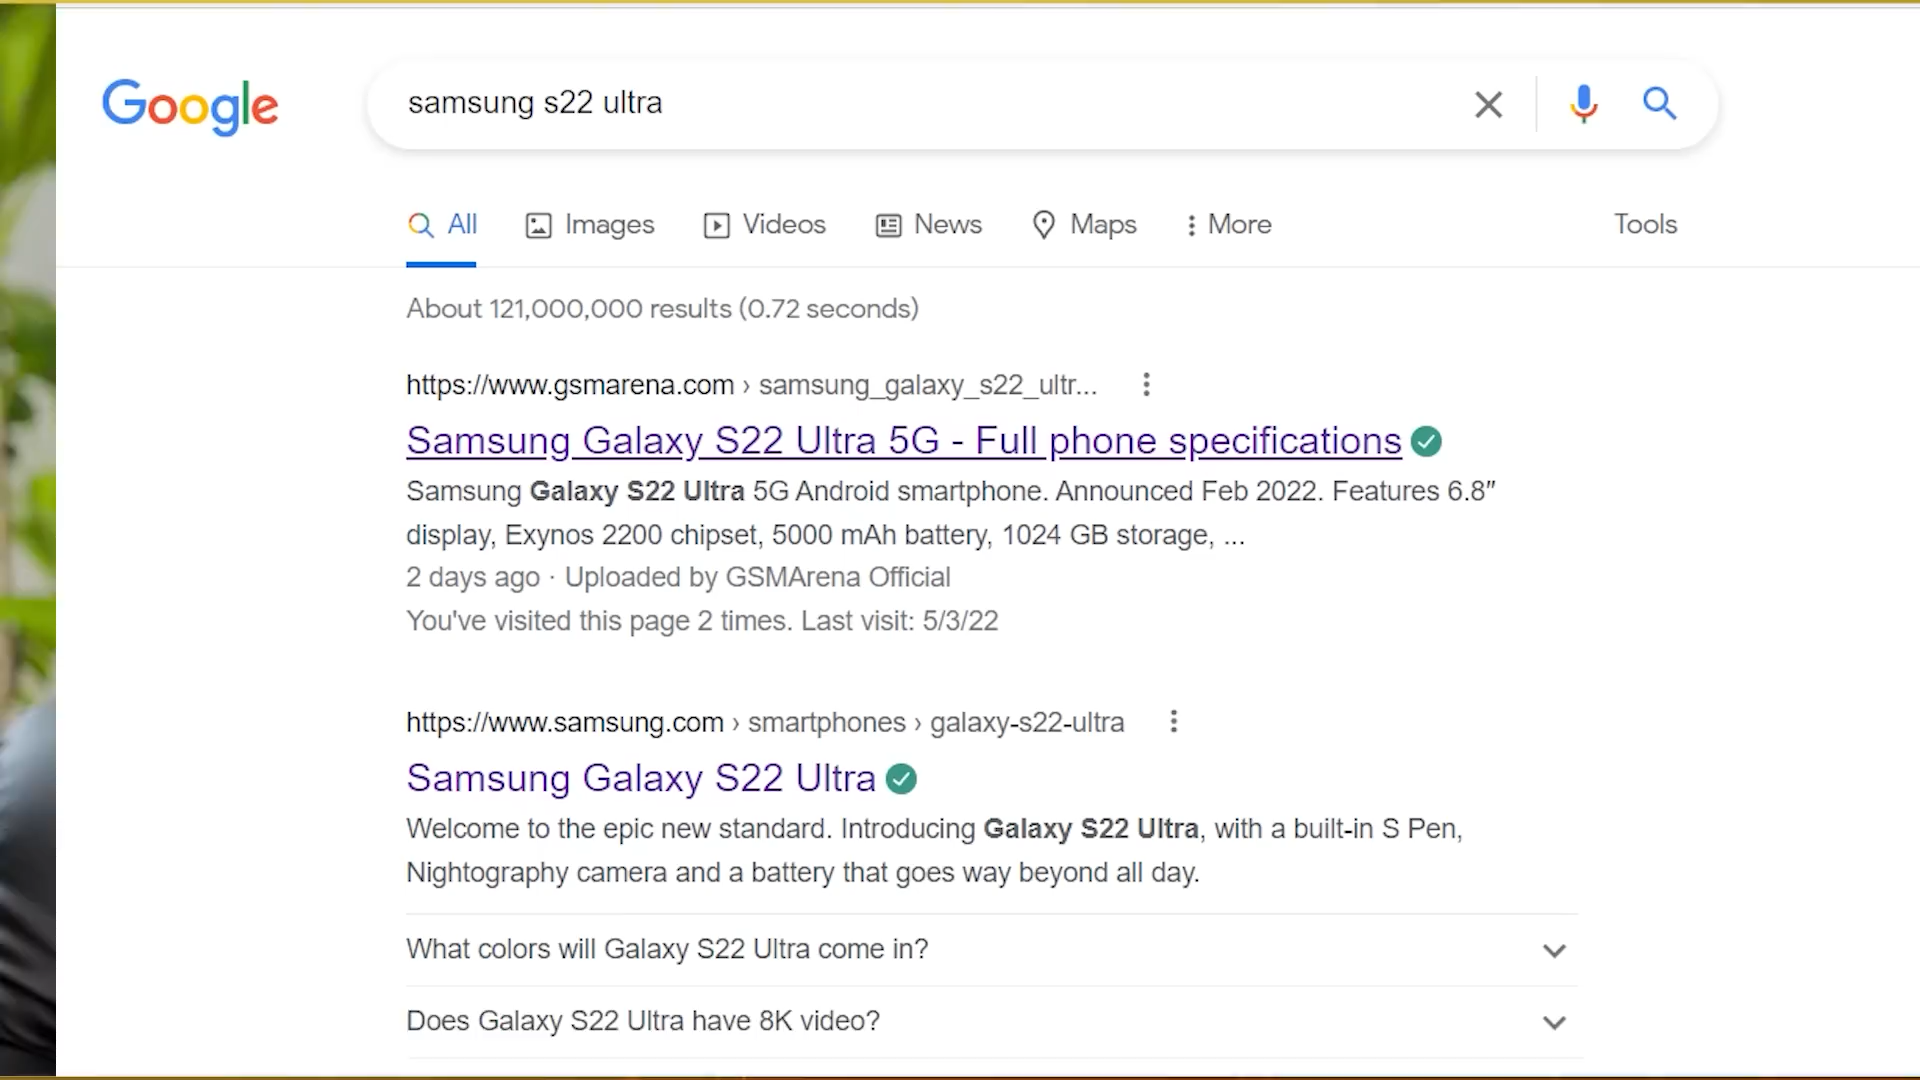 Google
samsung s22 ultra
All Images Videos News Maps More Tools
About 121,000,000 results (0.72 seconds)
https://www.gsmarena.com › samsung_galaxy_s22_ultr...
Samsung Galaxy S22 Ultra 5G - Full phone specifications
Samsung Galaxy S22 Ultra 5G Android smartphone. Announced Feb 2022. Features 6.8″
display, Exynos 2200 chipset, 5000 mAh battery, 1024 GB storage, ...
2 days ago · Uploaded by GSMArena Official
You've visited this page 2 times. Last visit: 5/3/22
https://www.samsung.com › smartphones › galaxy-s22-ultra
Samsung Galaxy S22 Ultra
Welcome to the epic new standard. Introducing Galaxy S22 Ultra, with a built-in S Pen,
Nightography camera and a battery that goes way beyond all day.
What colors will Galaxy S22 Ultra come in?
Does Galaxy S22 Ultra have 8K video?